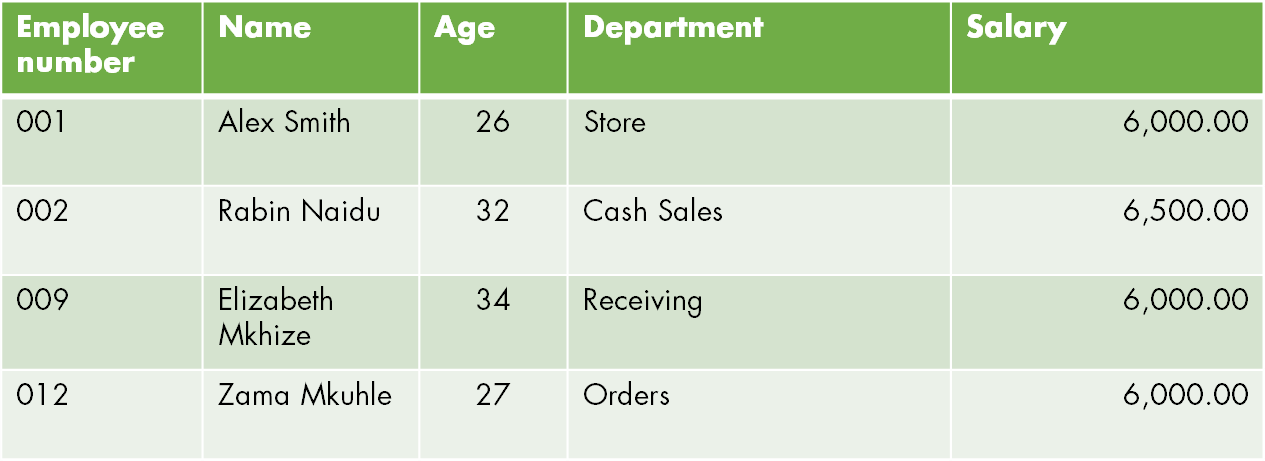 Employee number Name Age Department Salary
001 Alex Smith 26 Store 6,000.00
002 Rabin Naidu 32 Cash Sales 6,500.00
009 Elizabeth Mkhize 34 Receiving 6,000.00
012 Zama Mkuhle 27 Orders 6,000.00